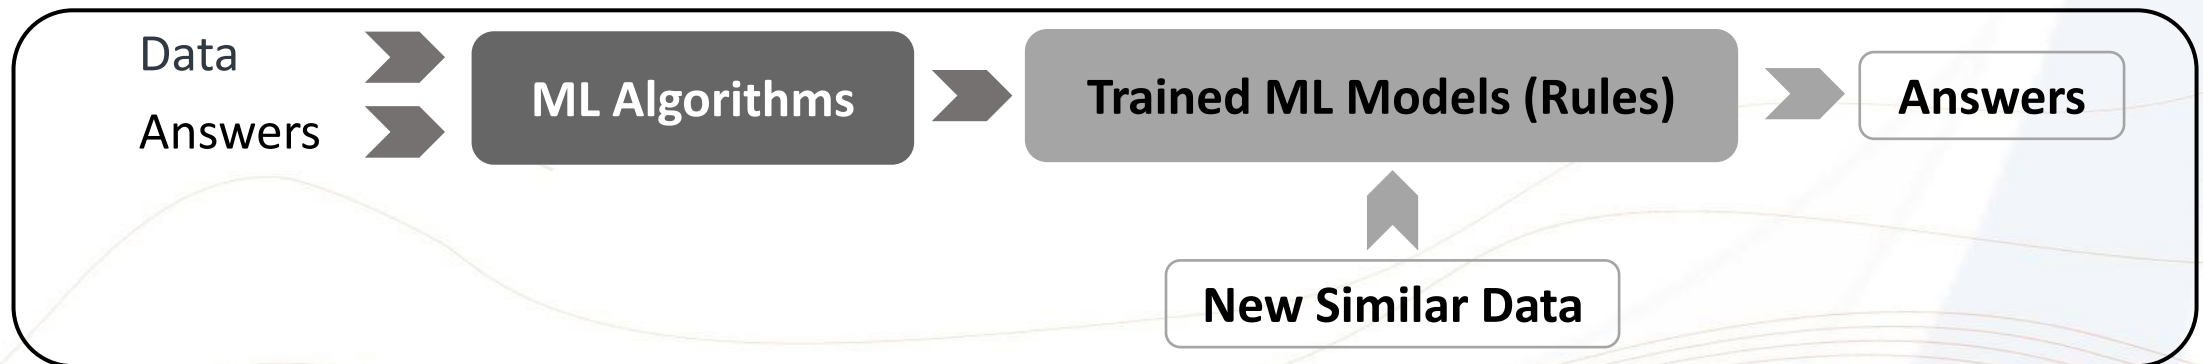 Data
Answers
ML Algorithms
Trained ML Models (Rules)
Answers
New Similar Data